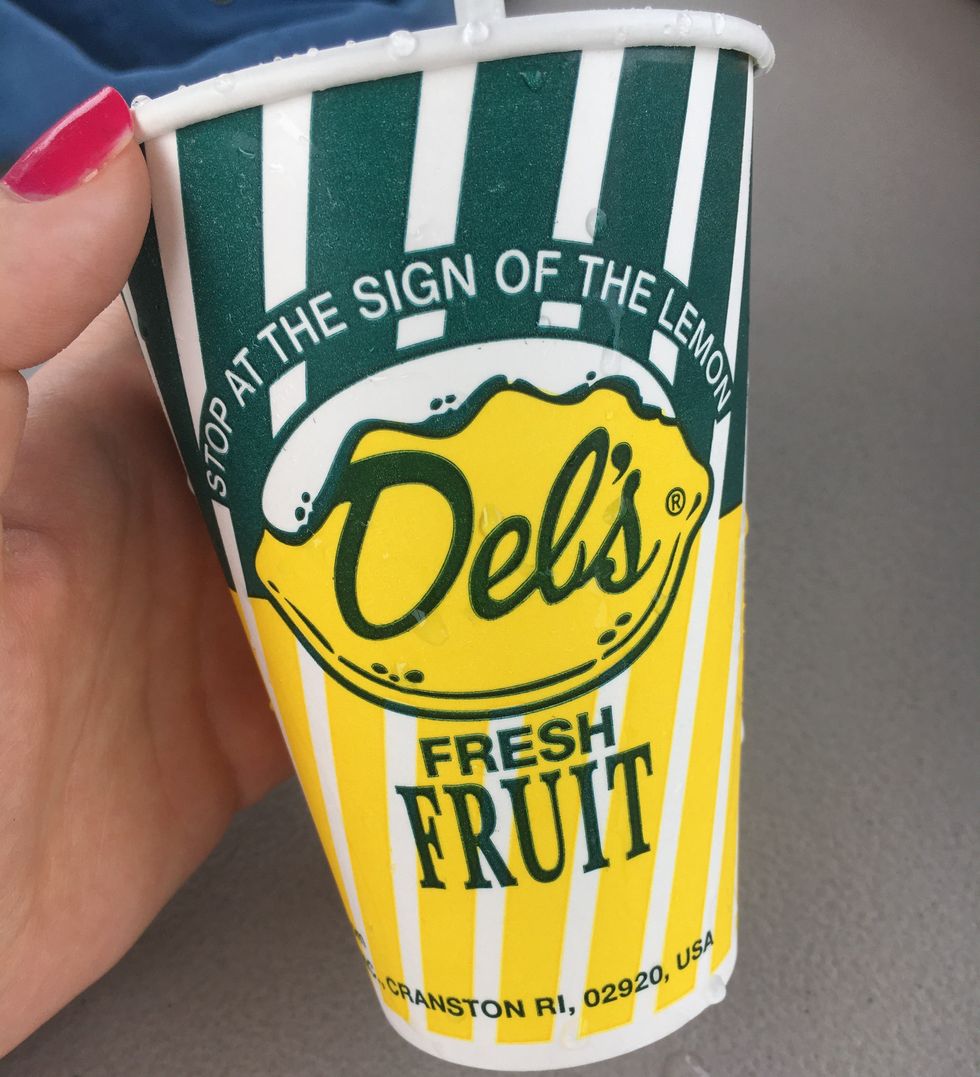 STOP AT THE SIGN OF THE LEMON
Del's ®
FRESH
FRUIT
CRANSTON RI, 02920, USA